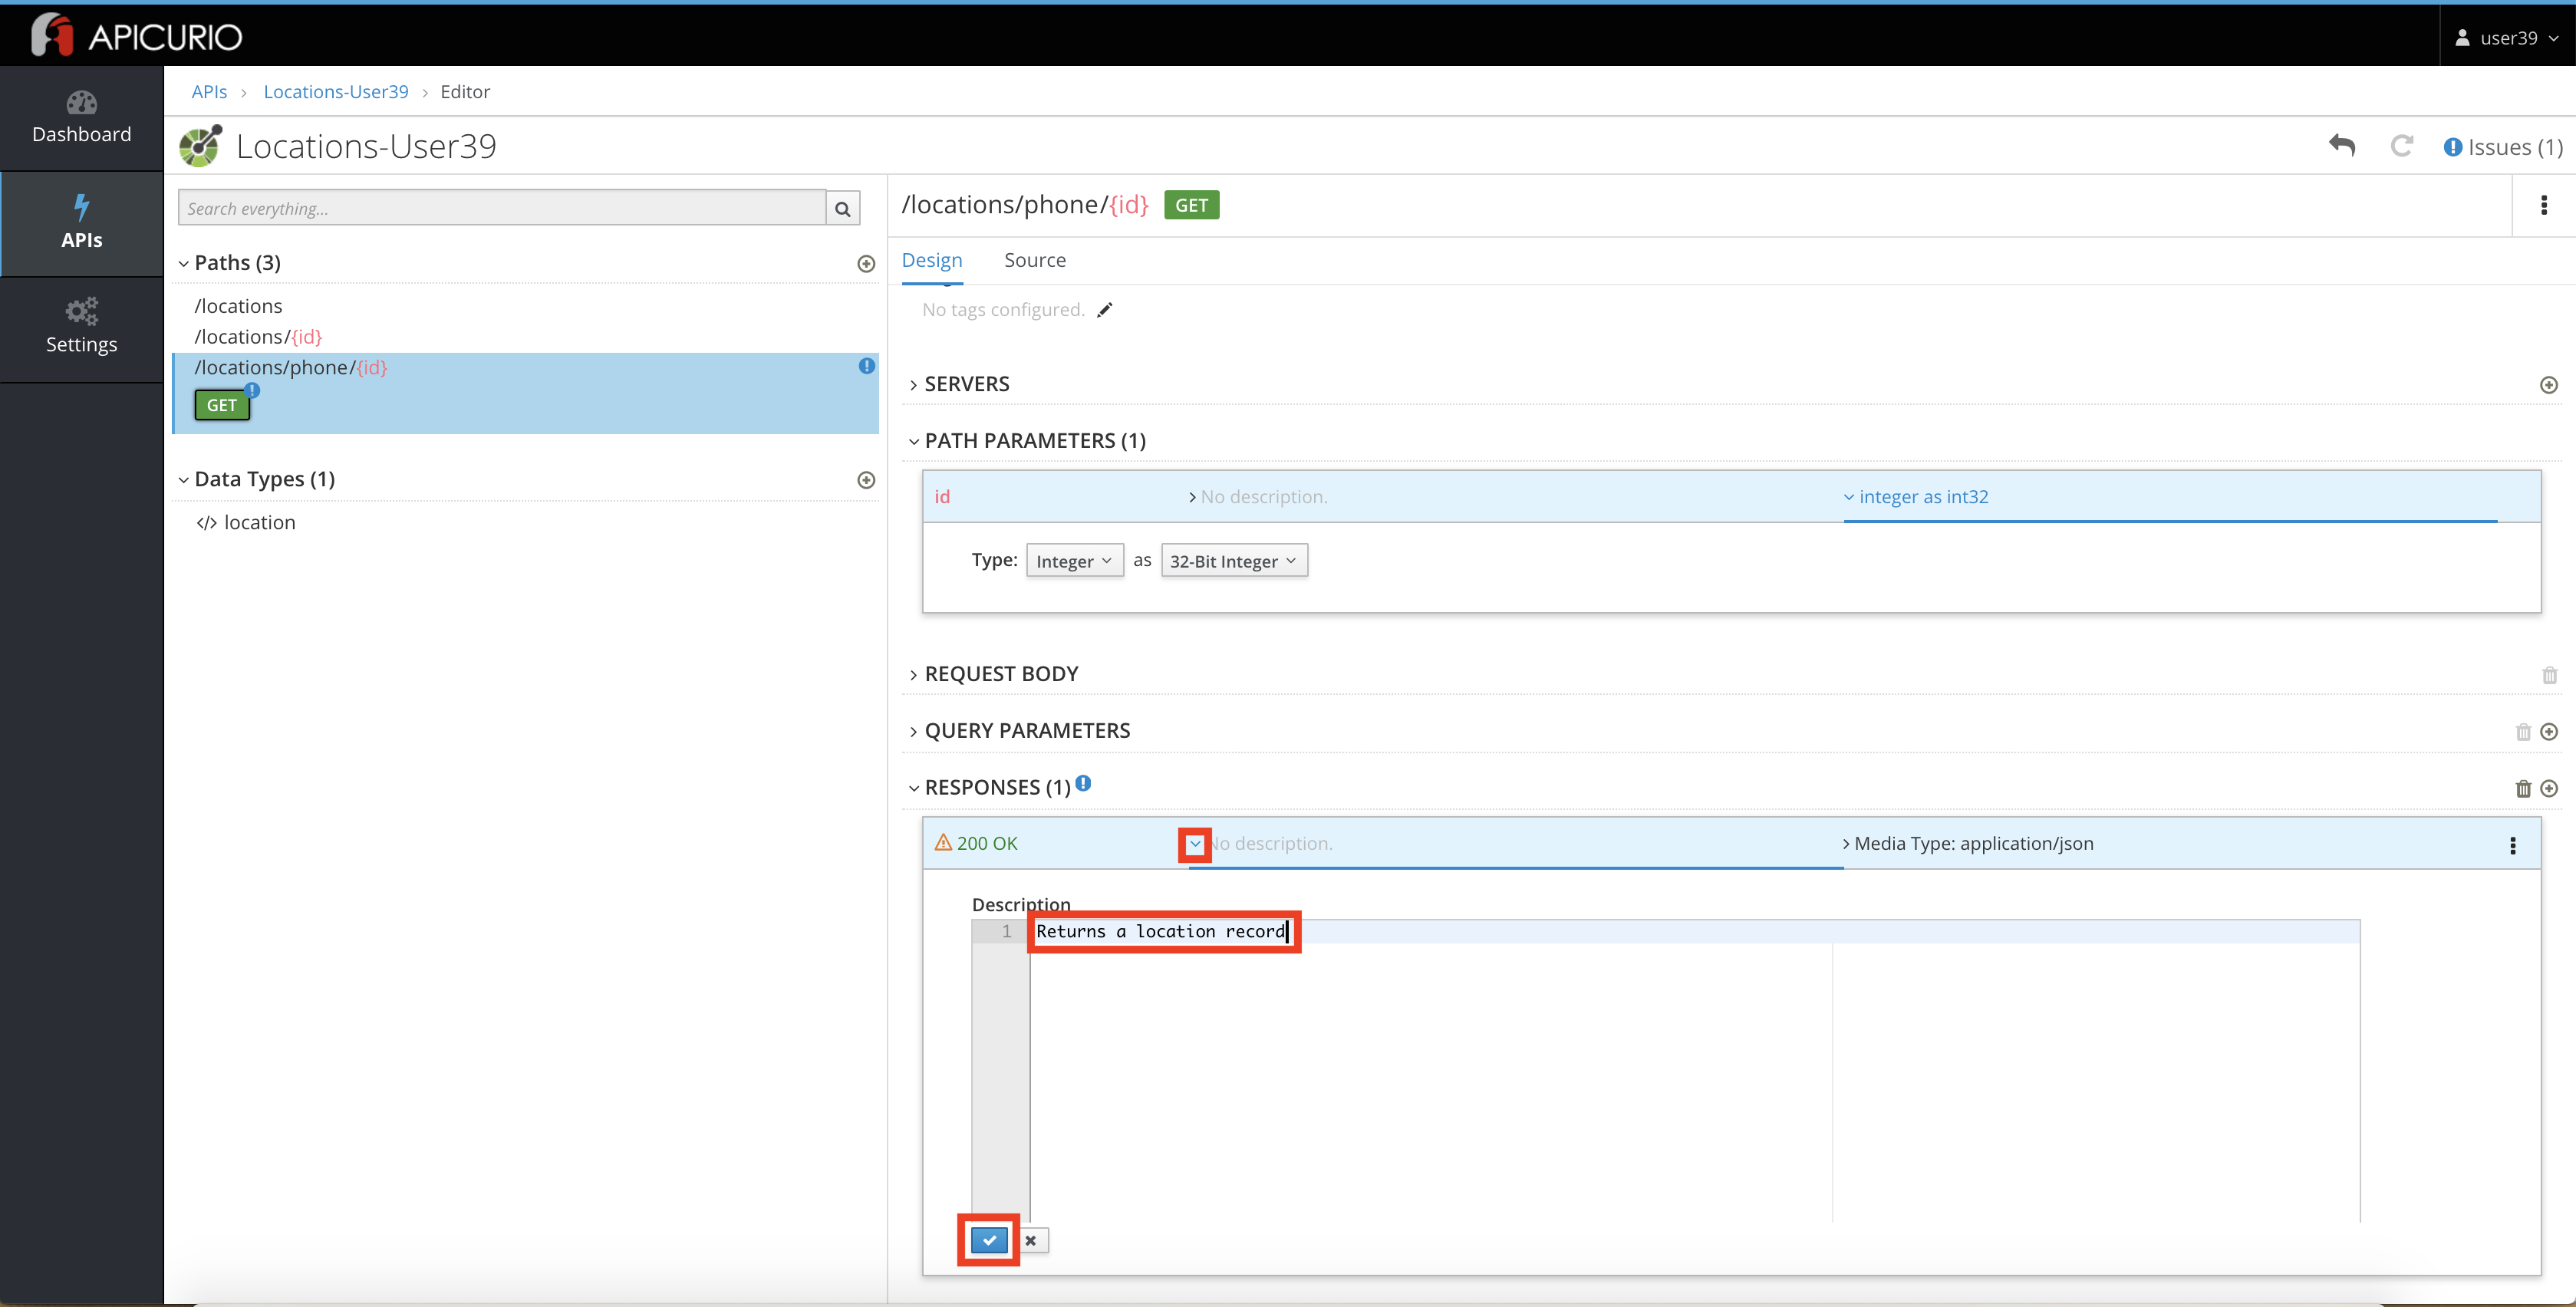 APICURIO
user39
Dashboard
APIs
Settings
APIs > Locations-User39 > Editor
Locations-User39
Issues (1)
Search everything...
Paths (3)
/locations
/locations/{id}
/locations/phone/{id}
GET
Data Types (1)
</> location
/locations/phone/{id} GET
Design Source
No tags configured.
SERVERS
PATH PARAMETERS (1)
id No description. integer as int32
Type: Integer as 32-Bit Integer
REQUEST BODY
QUERY PARAMETERS
RESPONSES (1)
200 OK No description. Media Type: application/json
Description
1 Returns a location record